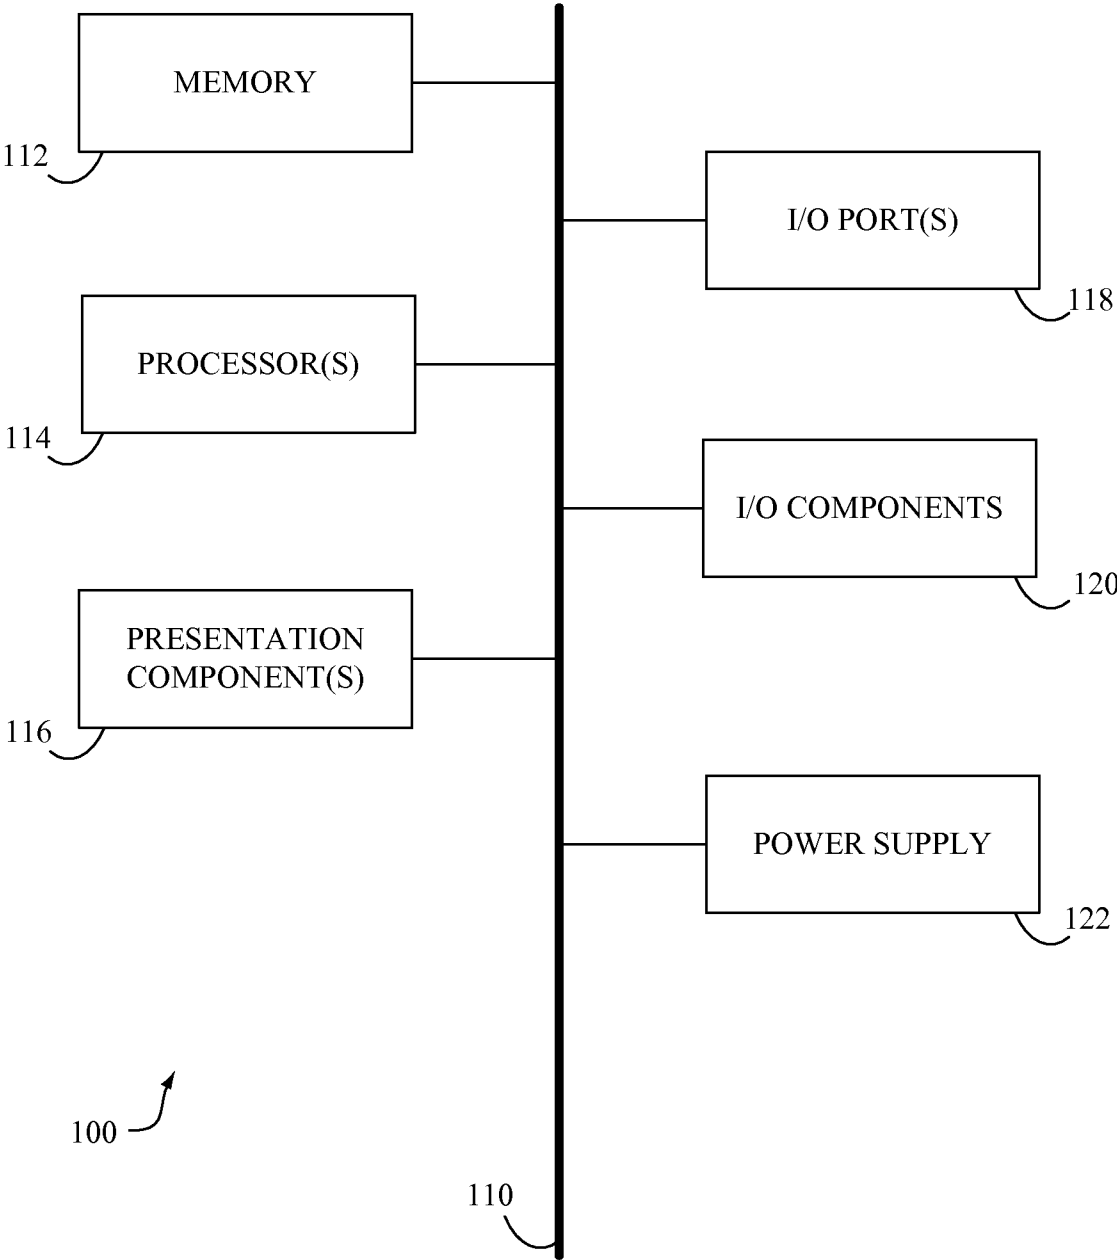 MEMORY
112
I/O PORT(S)
118
PROCESSOR(S)
114
I/O COMPONENTS
120
PRESENTATION
COMPONENT(S)
116
POWER SUPPLY
122
100
110